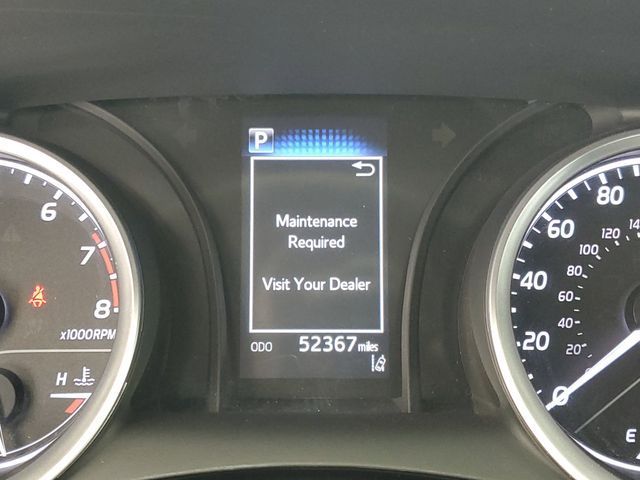 P
Maintenance
Required
Visit Your Dealer
ODO 52367 miles
6
7
8
x1000RPM
H
80
60
40
20
0
100 120
80
60
40
20
E